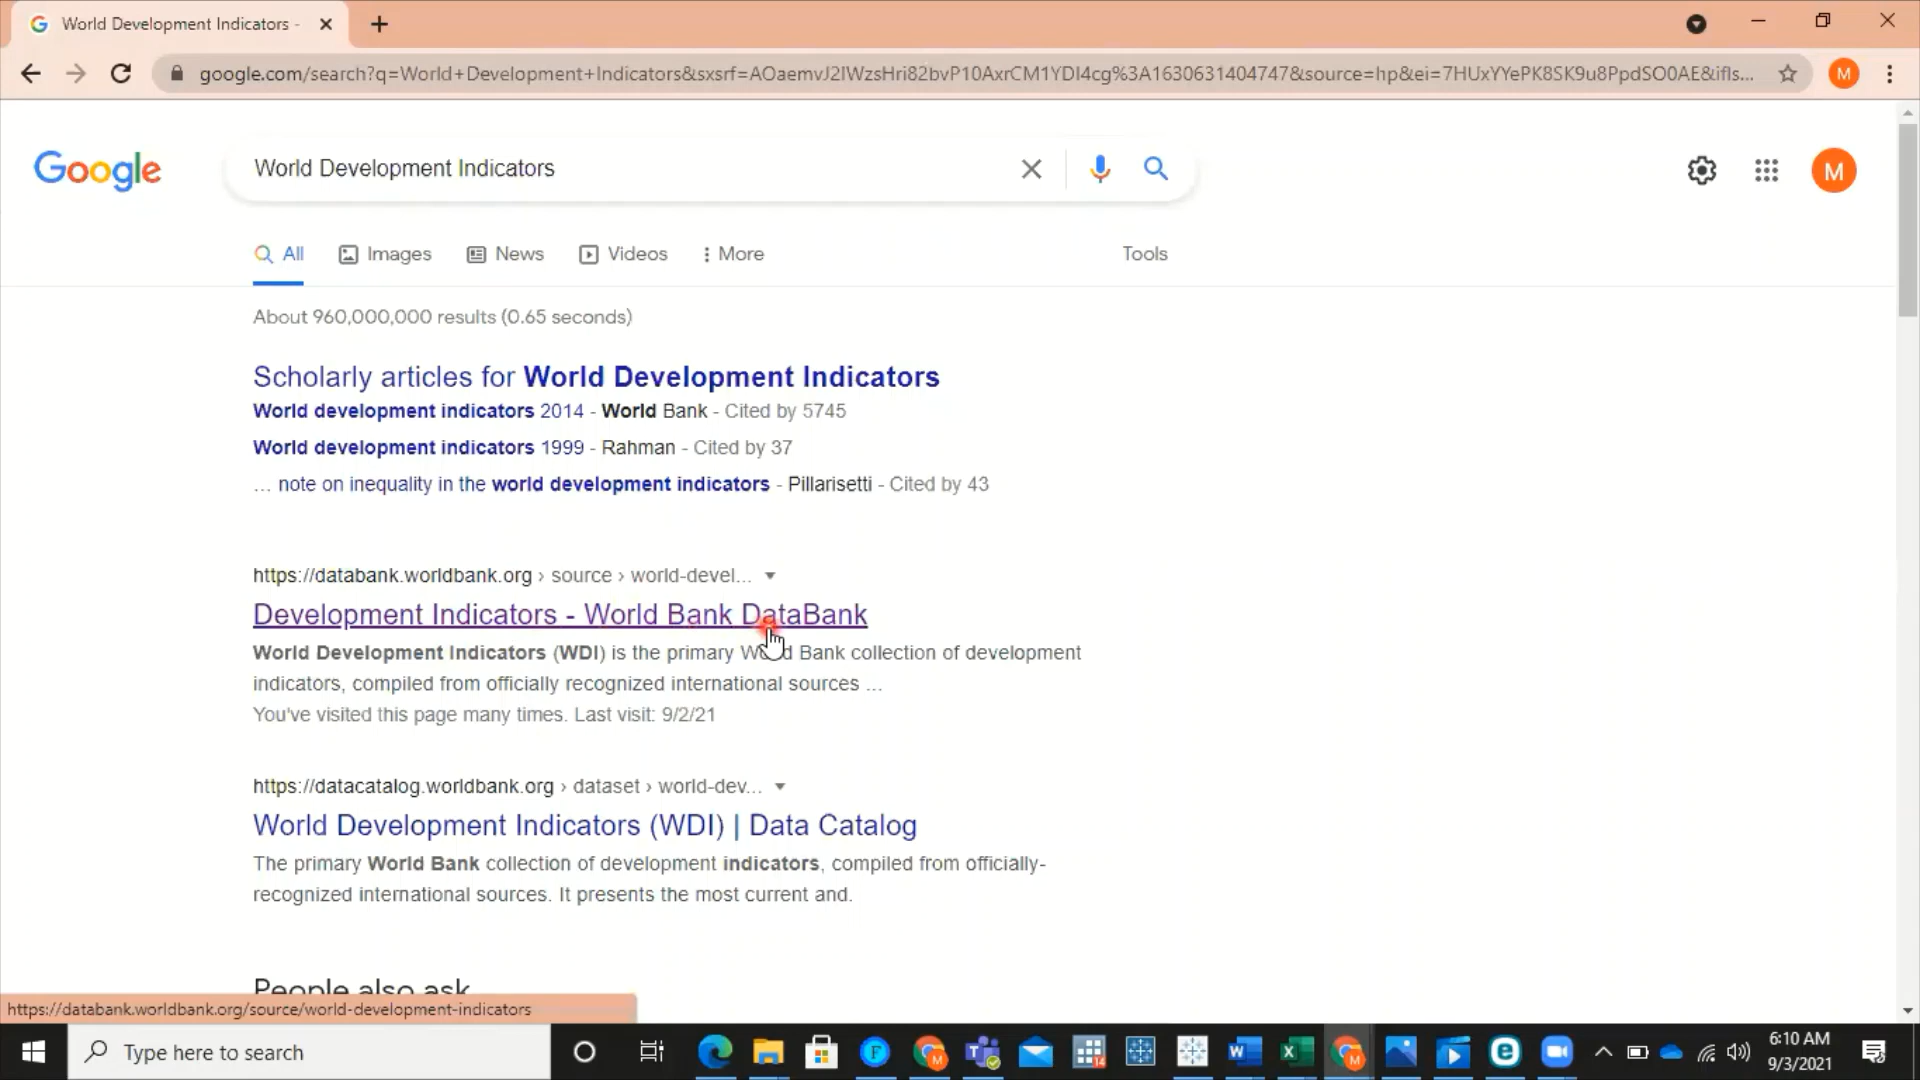 World Development Indicators -
google.com/search?q=World+Development+Indicators&sxsrf=AOaemvJ2IWzsHri82bvP10AxrCM1YDI4cg%3A1630631404747&source=hp&ei=7HUxYYePK8SK9u8PpdSO0AE&ifls...
M
Google
World Development Indicators
M
All
Images
News
Videos
More
Tools
About 960,000,000 results (0.65 seconds)
Scholarly articles for World Development Indicators
World development indicators 2014 - World Bank - Cited by 5745
World development indicators 1999 - Rahman - Cited by 37
... note on inequality in the world development indicators - Pillarisetti - Cited by 43
https://databank.worldbank.org › source › world-devel...
Development Indicators - World Bank DataBank
World Development Indicators (WDI) is the primary World Bank collection of development
indicators, compiled from officially recognized international sources ...
You've visited this page many times. Last visit: 9/2/21
https://datacatalog.worldbank.org › dataset › world-dev...
World Development Indicators (WDI) | Data Catalog
The primary World Bank collection of development indicators, compiled from officially-
recognized international sources. It presents the most current and.
People also ask
https://databank.worldbank.org/source/world-development-indicators
Type here to search
6:10 AM
9/3/2021